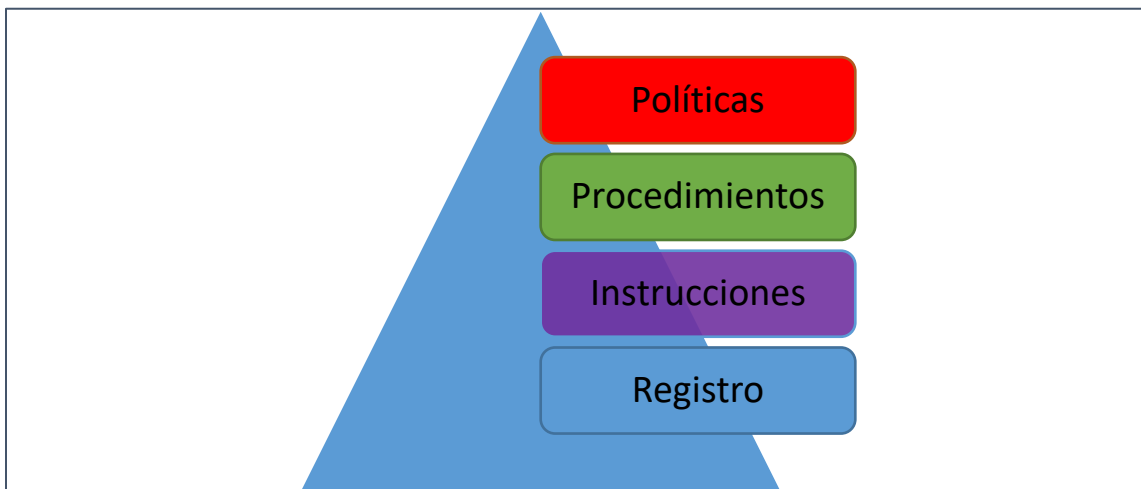 Políticas
Procedimientos
Instrucciones
Registro